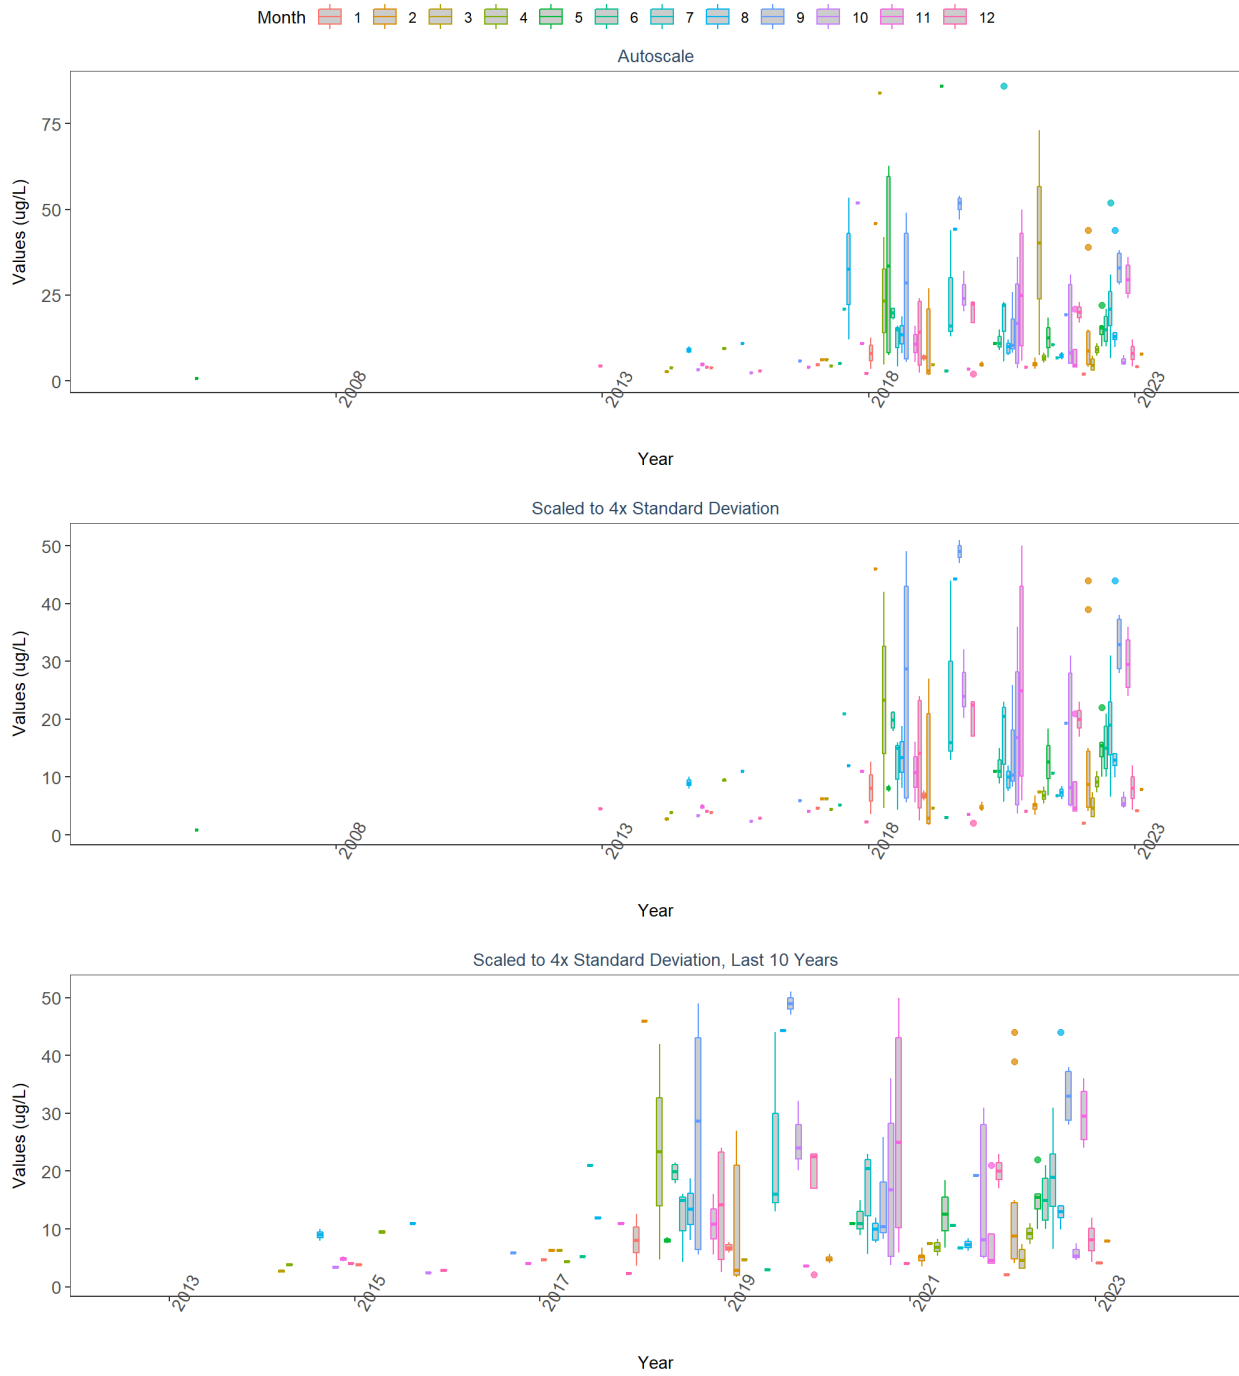 Month 1 2 3 4 5 6 7 8 9 10 11 12
Autoscale
Values (ug/L)
75
50
25
0
2008 2013 2018 2023
Year
Scaled to 4x Standard Deviation
Values (ug/L)
50
40
30
20
10
0
2008 2013 2018 2023
Year
Scaled to 4x Standard Deviation, Last 10 Years
Values (ug/L)
50
40
30
20
10
0
2013 2015 2017 2019 2021 2023
Year